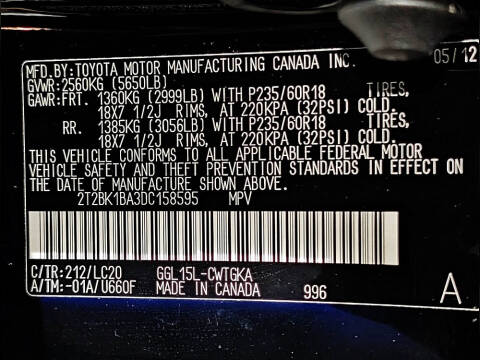 05/12
MFD.BY:TOYOTA MOTOR MANUFACTURING CANADA INC.
GVWR:2560KG (5650LB)
GAWR:FRT. 1360KG (2999LB) WITH P235/60R18 TIRES,
18X7 1/2J RIMS, AT 220KPA (32PSI) COLD.
RR. 1385KG (3056LB) WITH P235/60R18 TIRES,
18X7 1/2J RIMS, AT 220KPA (32PSI) COLD.
THIS VEHICLE CONFORMS TO ALL APPLICABLE FEDERAL MOTOR
VEHICLE SAFETY AND THEFT PREVENTION STANDARDS IN EFFECT ON
THE DATE OF MANUFACTURE SHOWN ABOVE.
2T2BK1BA3DC158595 MPV
C/TR:212/LC20 GGL15L-CWTGKA
A/TM:-01A/U660F MADE IN CANADA 996 A